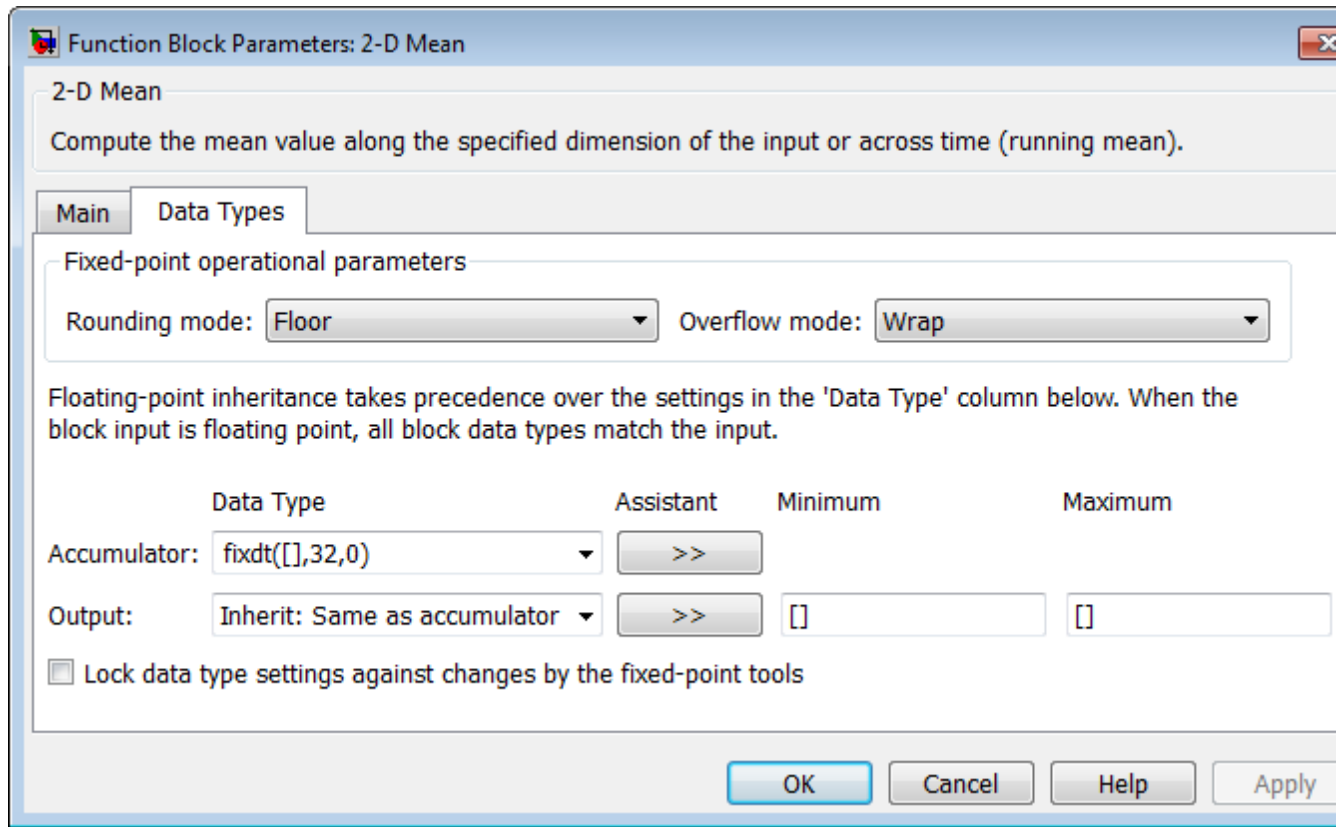 Function Block Parameters: 2-D Mean
2-D Mean
Compute the mean value along the specified dimension of the input or across time (running mean).
Main Data Types
Fixed-point operational parameters
Rounding mode: Floor Overflow mode: Wrap
Floating-point inheritance takes precedence over the settings in the 'Data Type' column below. When the
block input is floating point, all block data types match the input.
Data Type Assistant Minimum Maximum
Accumulator: fixdt([],32,0) >>
Output: Inherit: Same as accumulator >> [] []
Lock data type settings against changes by the fixed-point tools
OK Cancel Help Apply